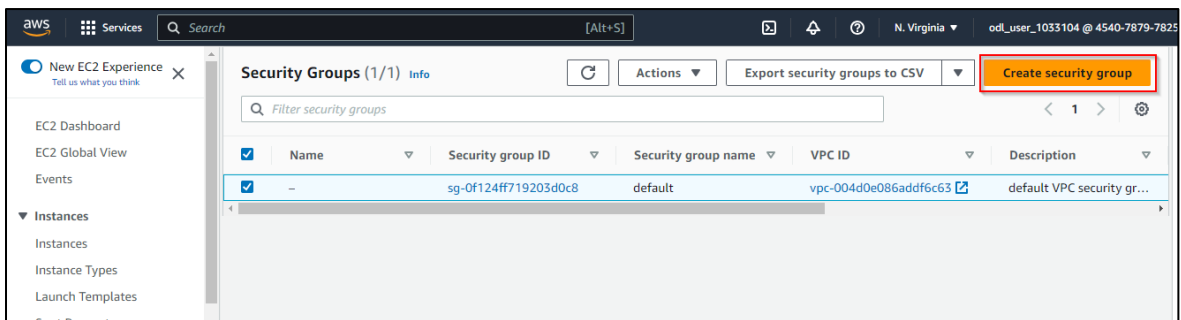 aws Services Search [Alt+S] N. Virginia ▼ odl_user_1033104 @ 4540-7879-7825
New EC2 Experience
Tell us what you think
EC2 Dashboard
EC2 Global View
Events
▼ Instances
Instances
Instance Types
Launch Templates
Security Groups (1/1) Info Actions ▼ Export security groups to CSV ▼ Create security group
Filter security groups < 1 >
Name Security group ID Security group name VPC ID Description
– sg-0f124ff719203d0c8 default vpc-004d0e086addf6c63 default VPC security gr...